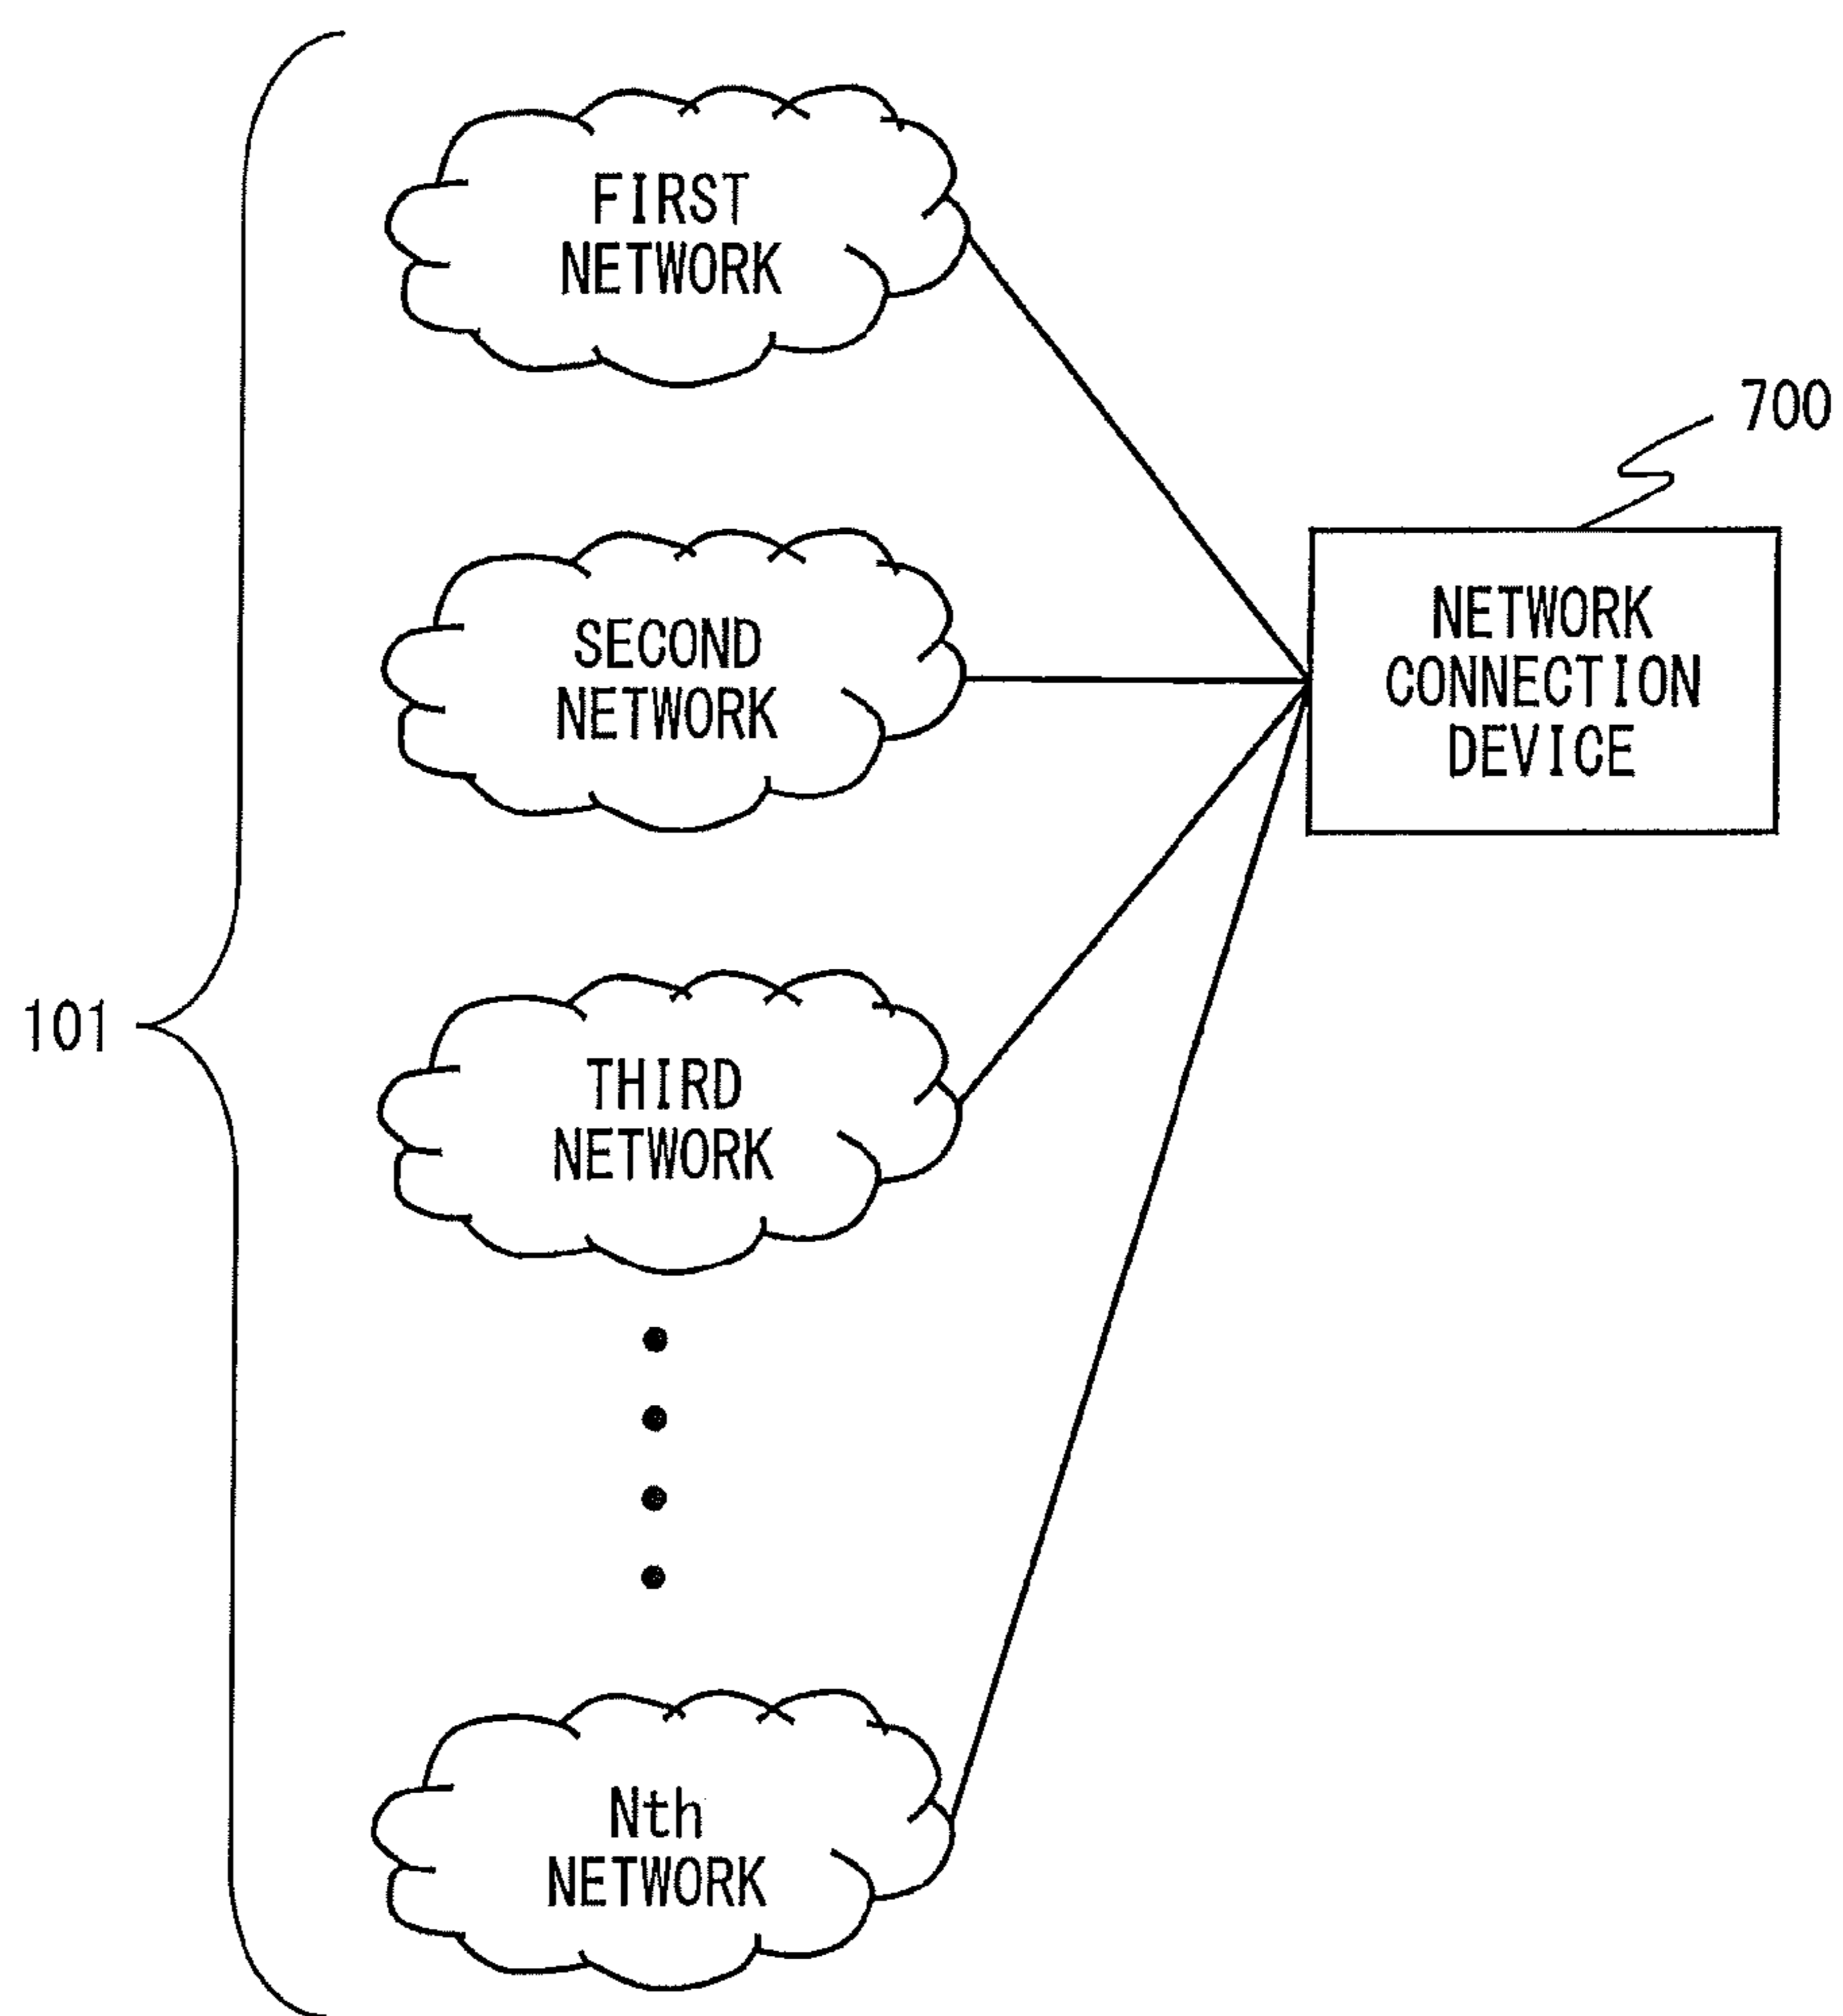 FIRST
NETWORK
700
SECOND
NETWORK
NETWORK
CONNECTION
DEVICE
101
THIRD
NETWORK
Nth
NETWORK